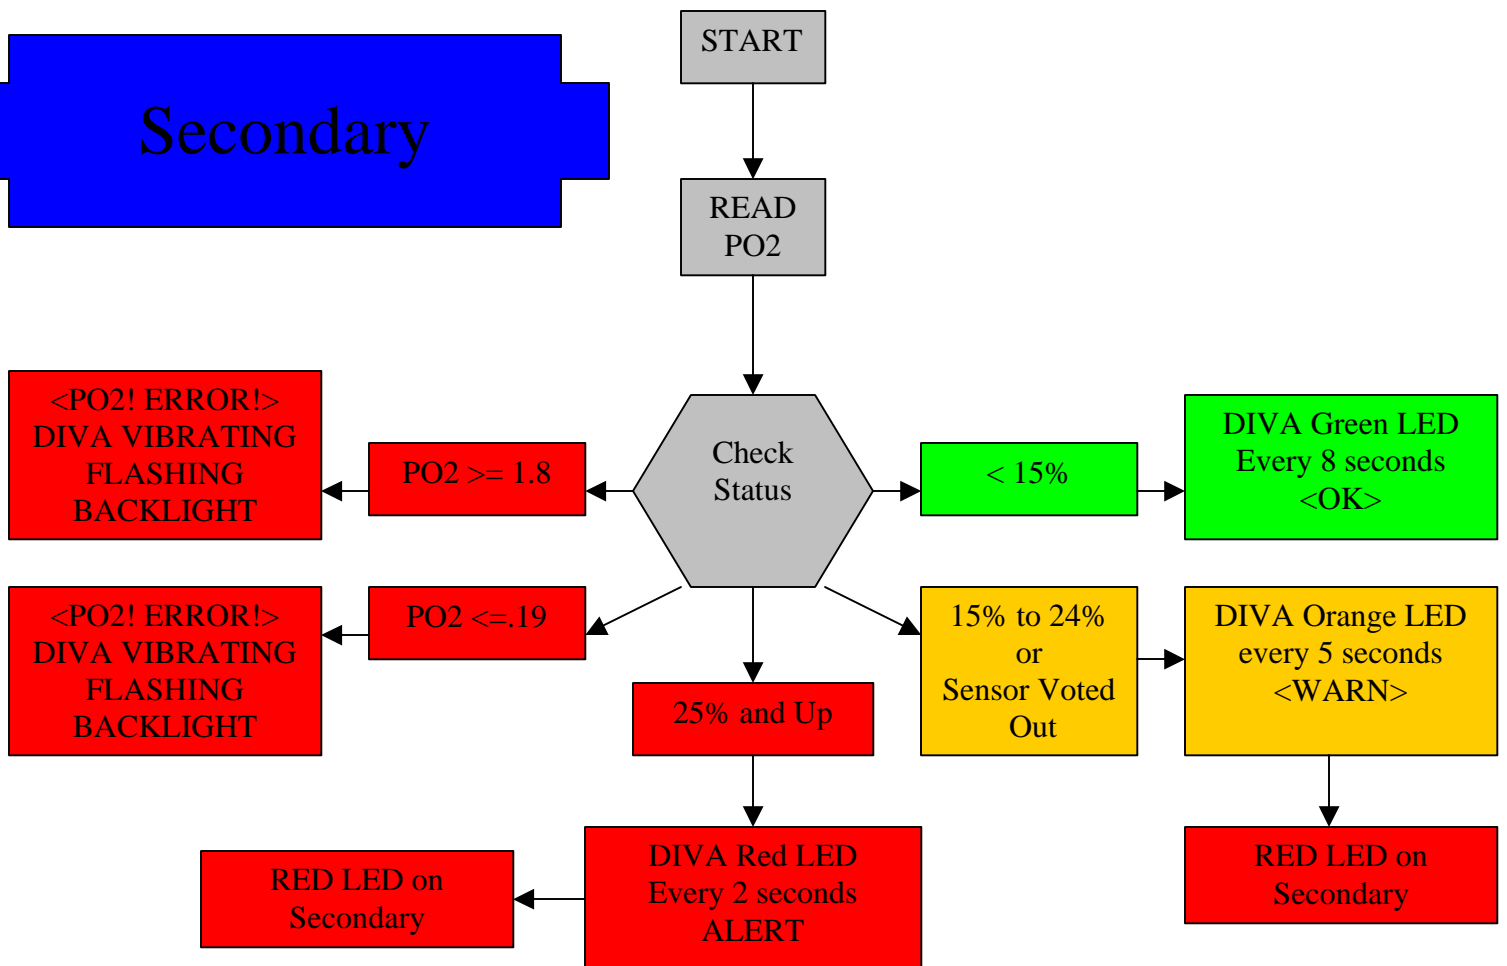 START
Secondary
READ
PO2
<PO2! ERROR!>
DIVA VIBRATING
FLASHING
BACKLIGHT
PO2 >= 1.8
Check
Status
< 15%
DIVA Green LED
Every 8 seconds
<OK>
<PO2! ERROR!>
DIVA VIBRATING
FLASHING
BACKLIGHT
PO2 <=.19
25% and Up
15% to 24%
or
Sensor Voted
Out
DIVA Orange LED
every 5 seconds
<WARN>
RED LED on
Secondary
DIVA Red LED
Every 2 seconds
ALERT
RED LED on
Secondary